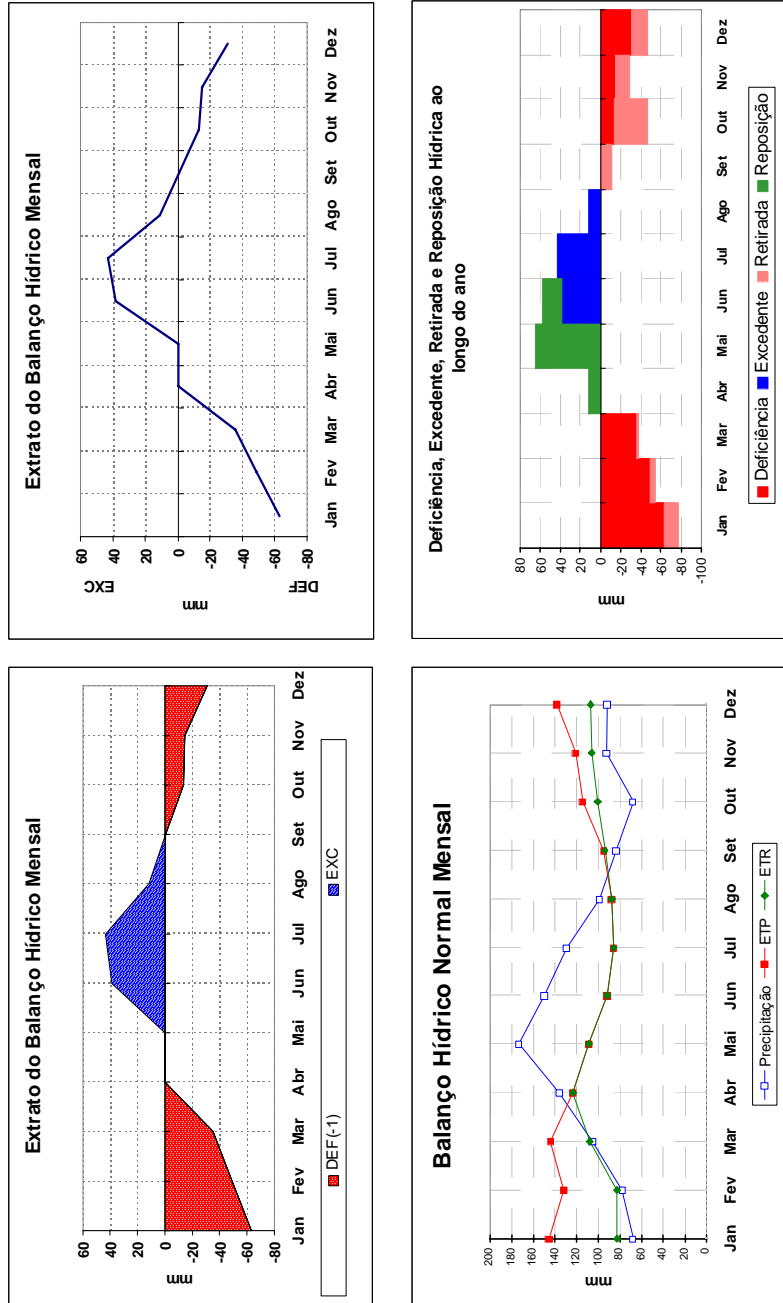 Extrato do Balanço Hídrico Mensal
60
40
20
0
-20
-40
-60
-80
mm
Jan Fev Mar Abr Mai Jun Jul Ago Set Out Nov Dez
DEF(-1) EXC
Extrato do Balanço Hídrico Mensal
EXC
60
40
20
0
-20
-40
-60
-80
DEF
mm
Jan Fev Mar Abr Mai Jun Jul Ago Set Out Nov Dez
Balanço Hídrico Normal Mensal
200
180
160
140
120
100
80
60
40
20
0
mm
Jan Fev Mar Abr Mai Jun Jul Ago Set Out Nov Dez
Precipitação ETP ETR
Deficiência, Excedente, Retirada e Reposição Hídrica ao
longo do ano
80
60
40
20
0
-20
-40
-60
-80
-100
mm
Jan Fev Mar Abr Mai Jun Jul Ago Set Out Nov Dez
Deficiência Excedente Retirada Reposição